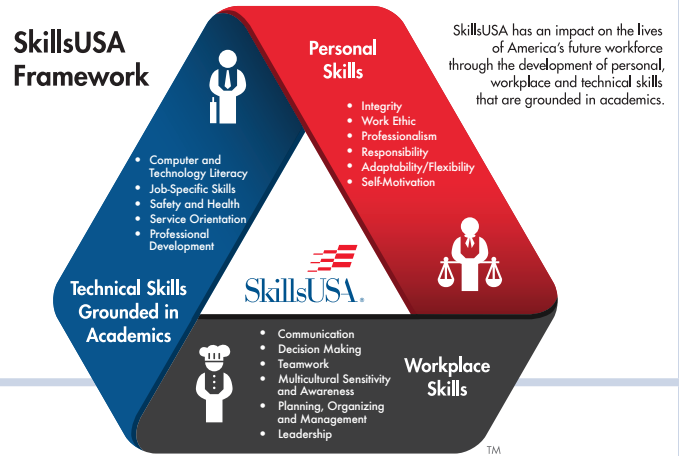 SkillsUSA
Framework
SkillsUSA has an impact on the lives
of America's future workforce
through the development of personal,
workplace and technical skills
that are grounded in academics.
Personal
Skills
• Integrity
• Work Ethic
• Professionalism
• Responsibility
• Adaptability/Flexibility
• Self-Motivation
• Computer and
Technology Literacy
• Job-Specific Skills
• Safety and Health
• Service Orientation
• Professional
Development
Technical Skills
Grounded in
Academics
SkillsUSA®
• Communication
• Decision Making
• Teamwork
• Multicultural Sensitivity
and Awareness
• Planning, Organizing
and Management
• Leadership
Workplace
Skills
TM